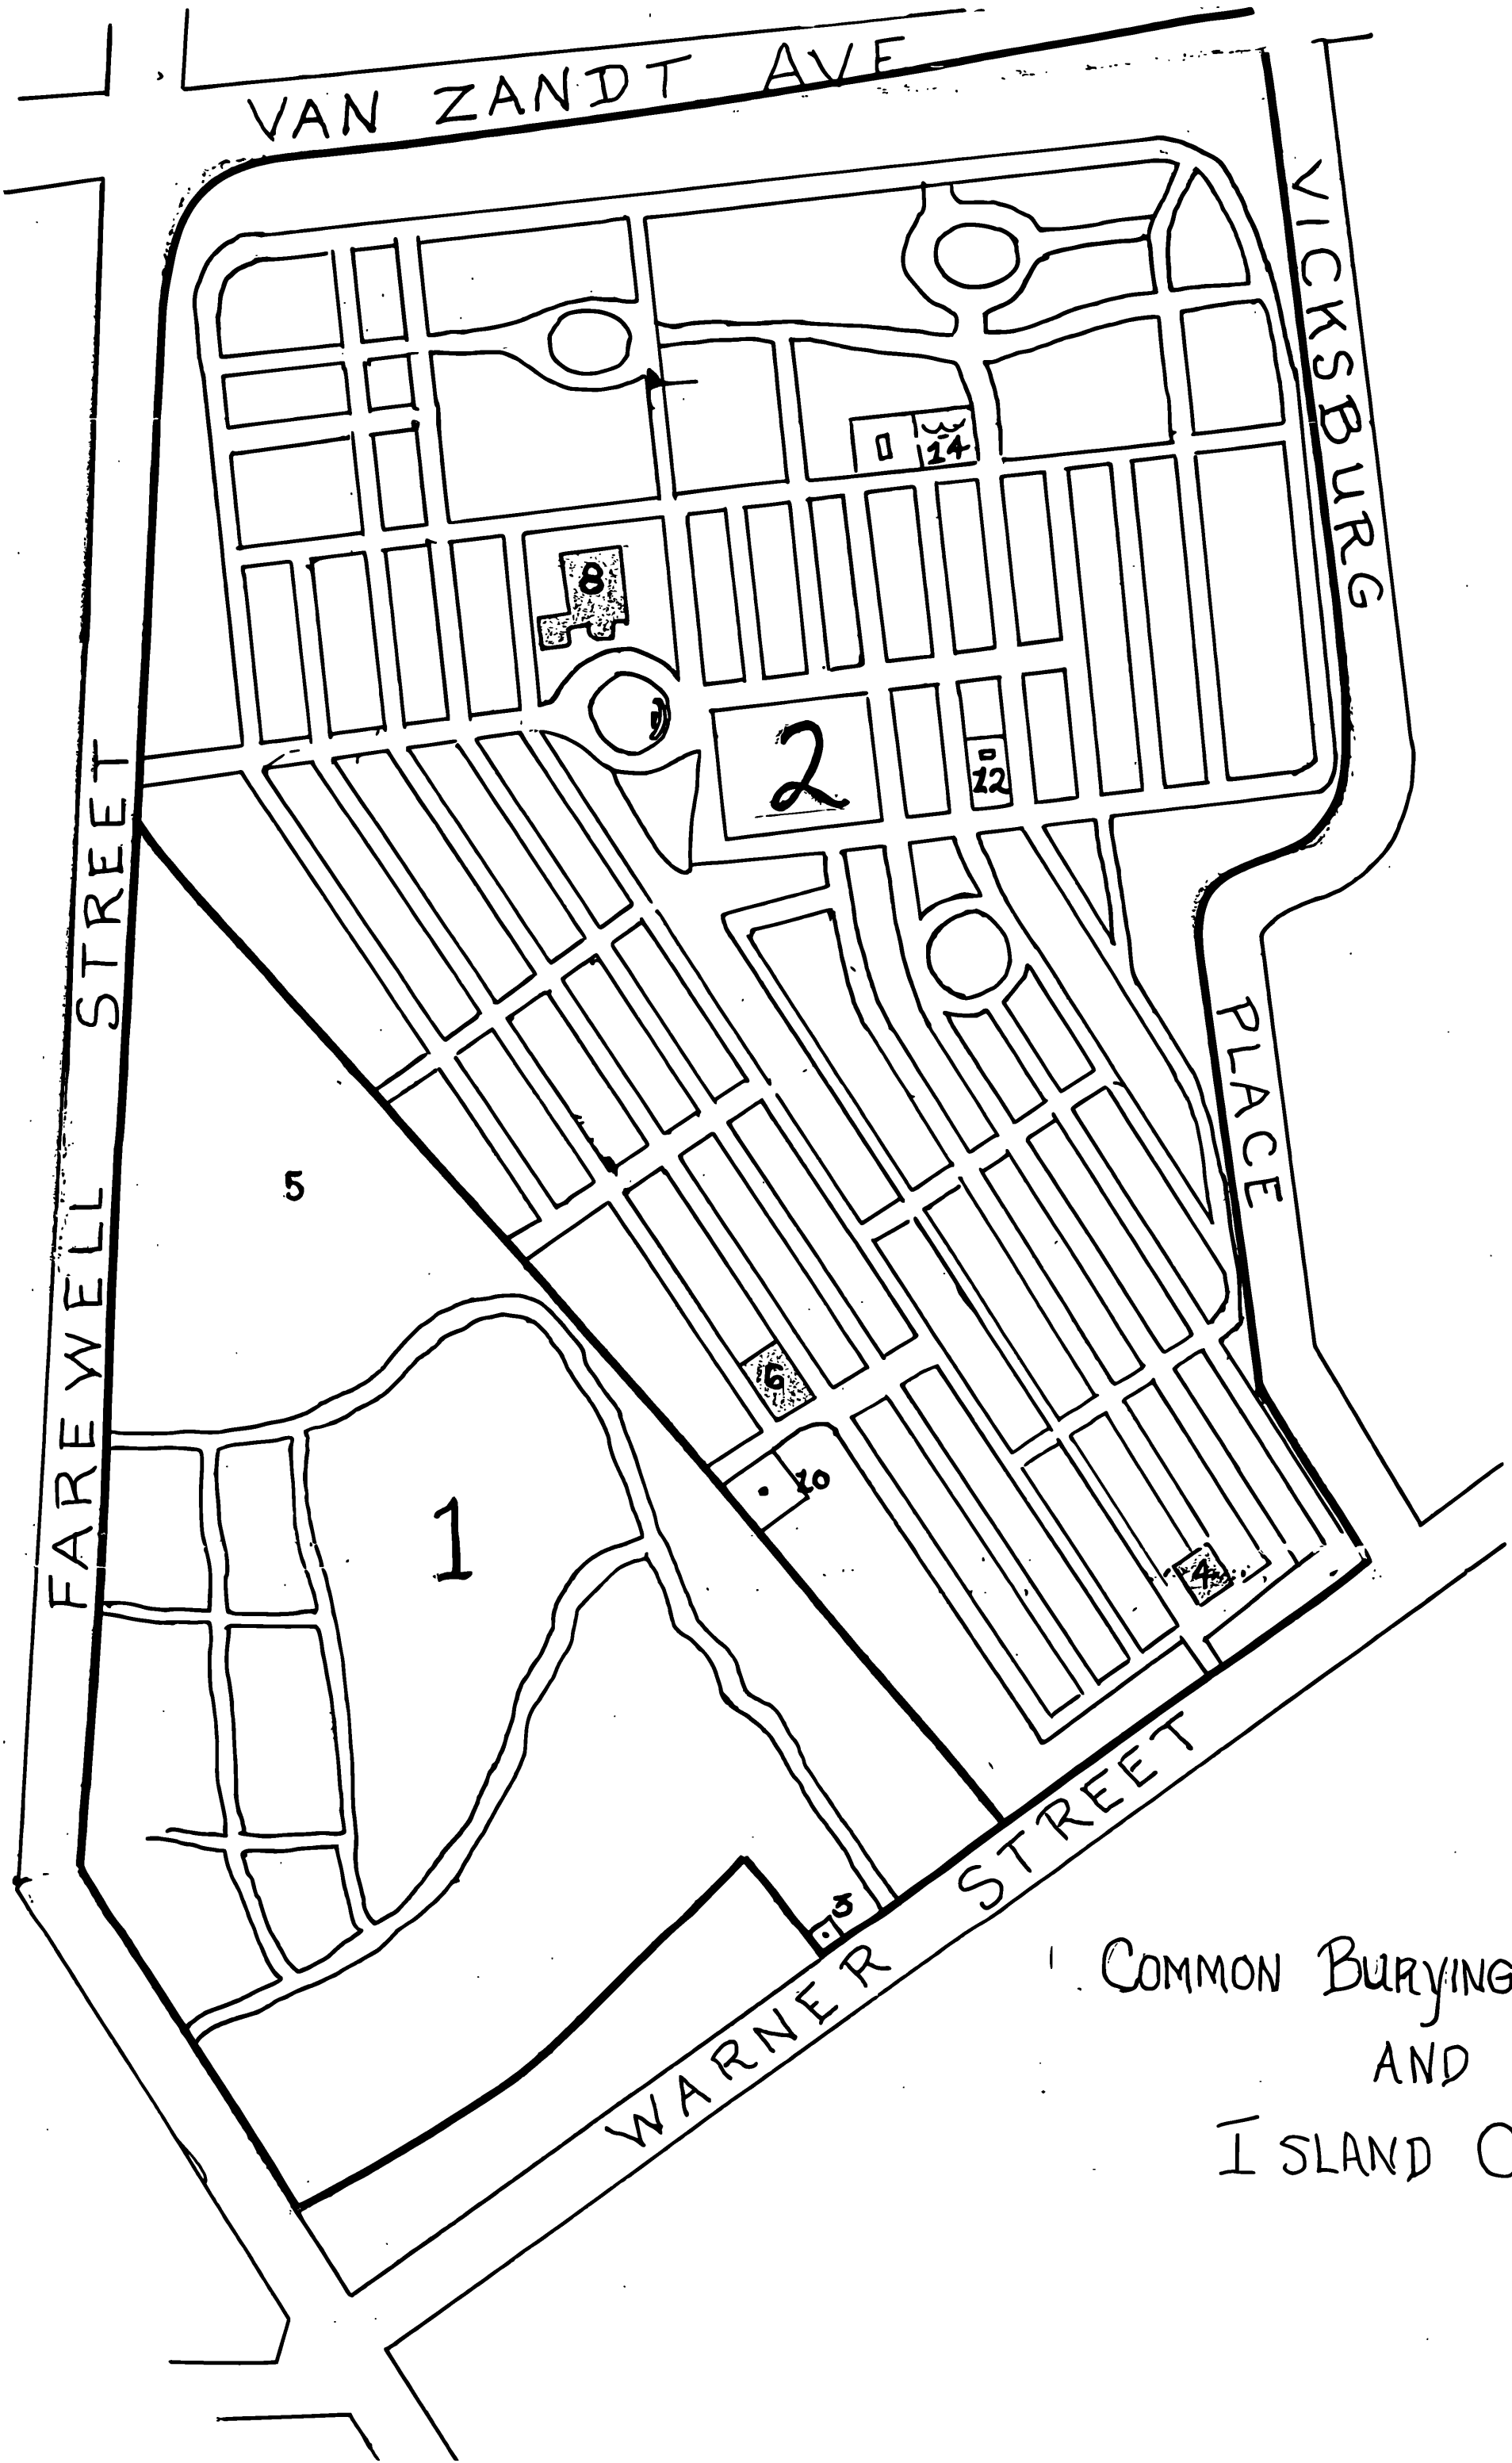 VAN ZANDT AVE
VICKSBURG PLACE
14
8
2
12
FAREWELL STREET
5
6
10
1
4
3
WARNER STREET
COMMON BURYING
AND
ISLAND